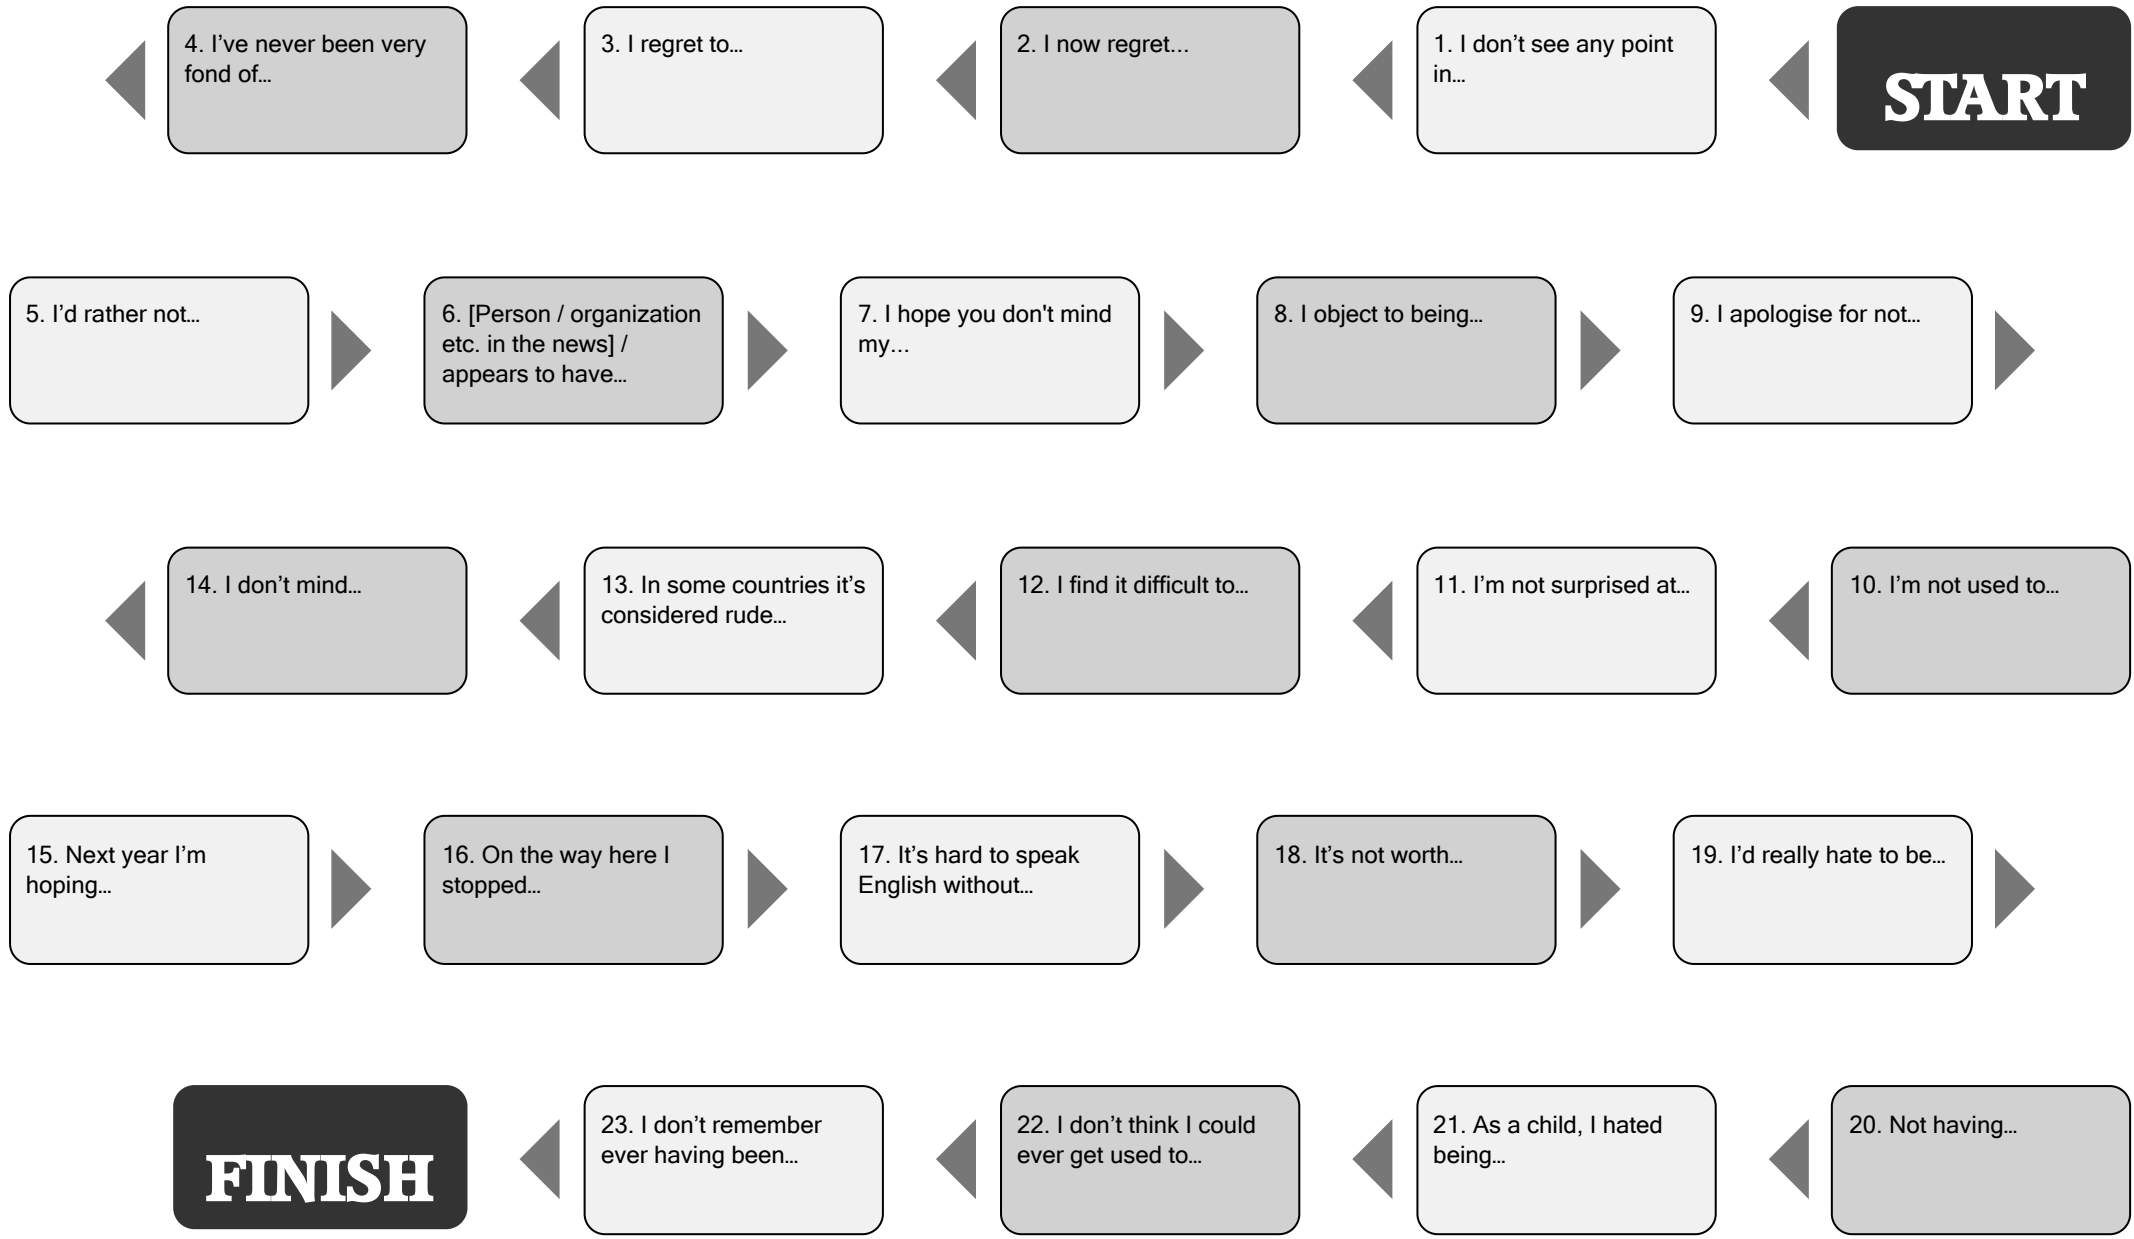 START
1. I don’t see any point
in…
2. I now regret…
3. I regret to…
4. I’ve never been very
fond of…
5. I’d rather not…
6. [Person / organization
etc. in the news] /
appears to have…
7. I hope you don't mind
my…
8. I object to being…
9. I apologise for not…
10. I’m not used to…
11. I’m not surprised at…
12. I find it difficult to…
13. In some countries it’s
considered rude…
14. I don’t mind…
15. Next year I’m
hoping…
16. On the way here I
stopped…
17. It’s hard to speak
English without…
18. It’s not worth…
19. I’d really hate to be…
20. Not having…
21. As a child, I hated
being…
22. I don’t think I could
ever get used to…
23. I don’t remember
ever having been…
FINISH